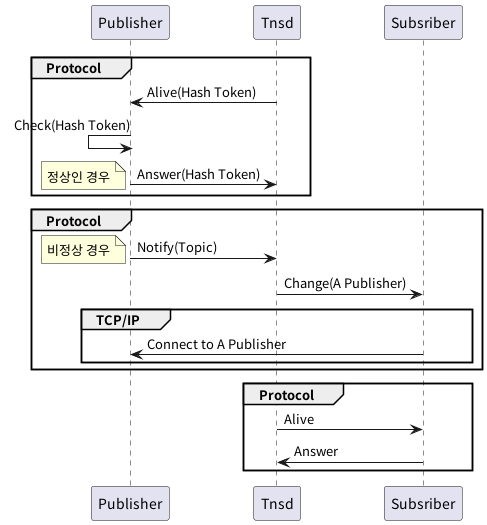 Publisher Tnsd Subsriber
Protocol
Alive(Hash Token)
Check(Hash Token)
정상인 경우 Answer(Hash Token)
Protocol
비정상 경우 Notify(Topic)
Change(A Publisher)
TCP/IP
Connect to A Publisher
Protocol
Alive
Answer
Publisher Tnsd Subsriber